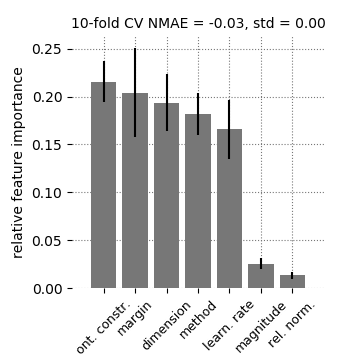 10-fold CV NMAE = -0.03, std = 0.00
relative feature importance
0.25
0.20
0.15
0.10
0.05
0.00
ont. constr.
margin
dimension
method
learn. rate
magnitude
rel. norm.